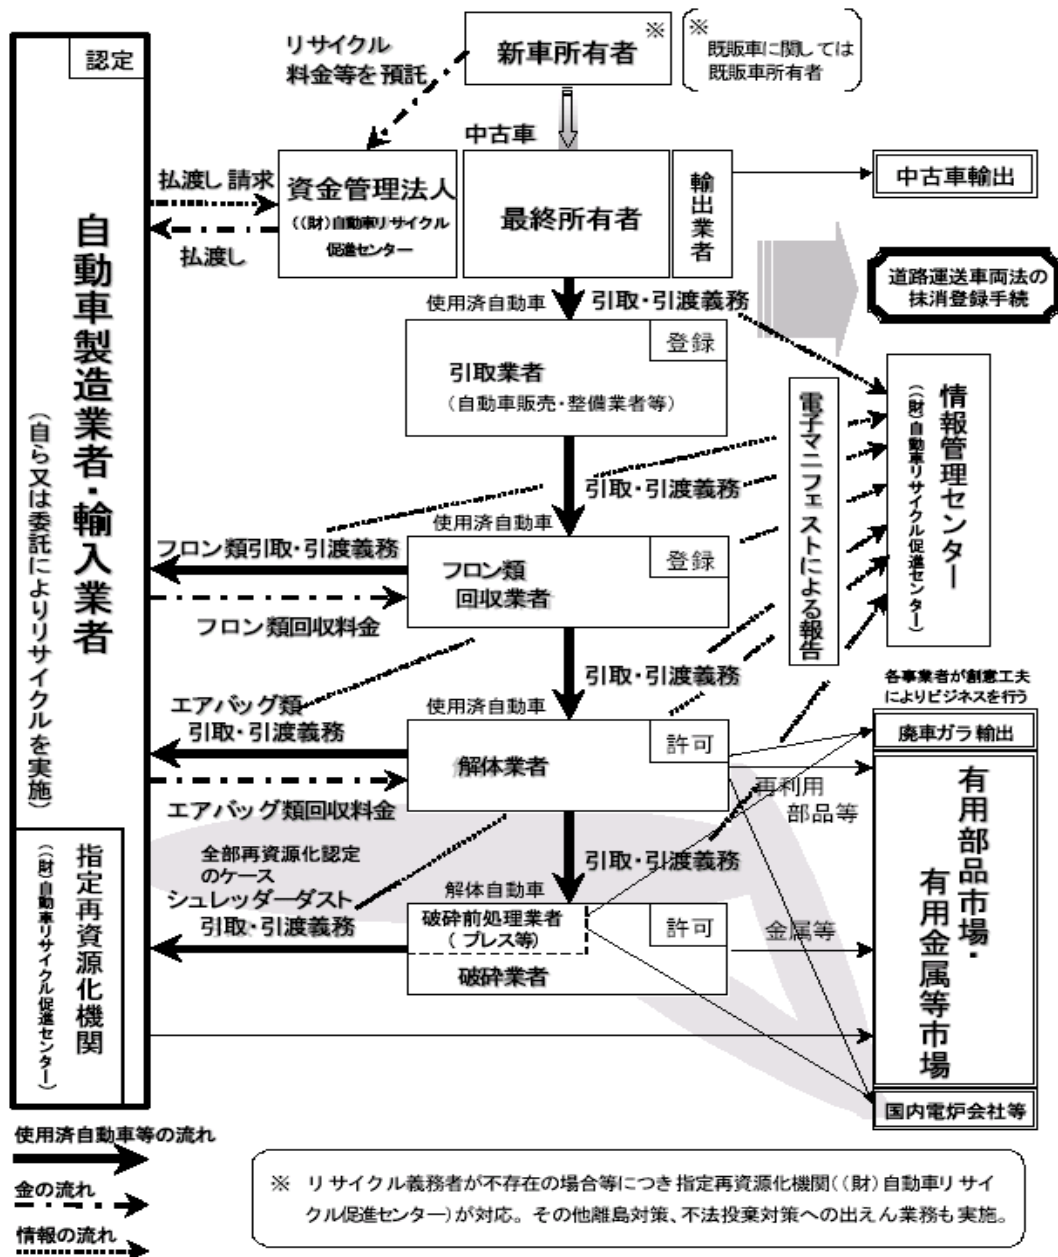 リサイクル
料金等を預託
新車所有者
※
※
既販車に関しては
既販車所有者
認定
中古車
払渡し請求
払渡し
資金管理法人
((財)自動車リサイクル
促進センター)
最終所有者
輸出業者
中古車輸出
道路運送車両法の
抹消登録手続
自動車製造業者・輸入業者
(自ら又は委託によりリサイクルを実施)
使用済自動車
引取・引渡義務
登録
引取業者
(自動車販売・整備業者等)
電子マニフェストによる報告
情報管理センター
((財)自動車リサイクル促進センター)
引取・引渡義務
使用済自動車
フロン類引取・引渡義務
登録
フロン類
回収業者
フロン類回収料金
引取・引渡義務
使用済自動車
各事業者が創意工夫
によりビジネスを行う
エアバッグ類
引取・引渡義務
許可
解体業者
廃車ガラ輸出
エアバッグ類回収料金
再利用
部品等
有用部品市場・
有用金属等市場
指定再資源化機関
((財)自動車リサイクル促進センター)
全部再資源化認定
のケース
引取・引渡義務
解体自動車
シュレッダーダスト
引取・引渡義務
破砕前処理業者
(プレス等)
許可
破砕業者
金属等
国内電炉会社等
使用済自動車等の流れ
金の流れ
情報の流れ
※ リサイクル義務者が不存在の場合等につき指定再資源化機関((財)自動車リサイ
クル促進センター)が対応。その他離島対策、不法投棄対策への出えん業務も実施。